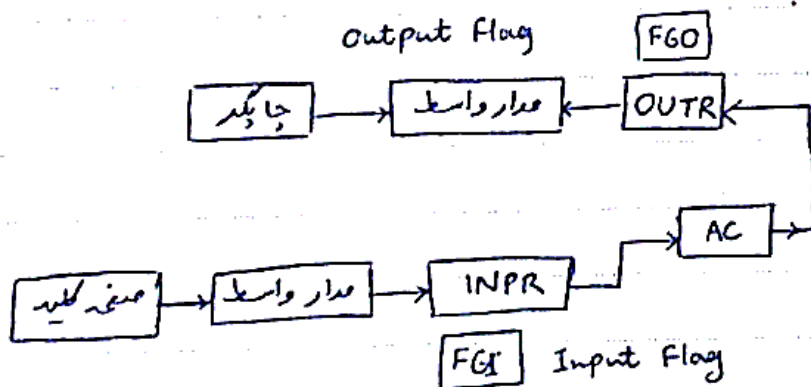 Output Flag FGO
چاپگر مدار واسط OUTR
AC
صفحه کلید مدار واسط INPR
FGI Input Flag